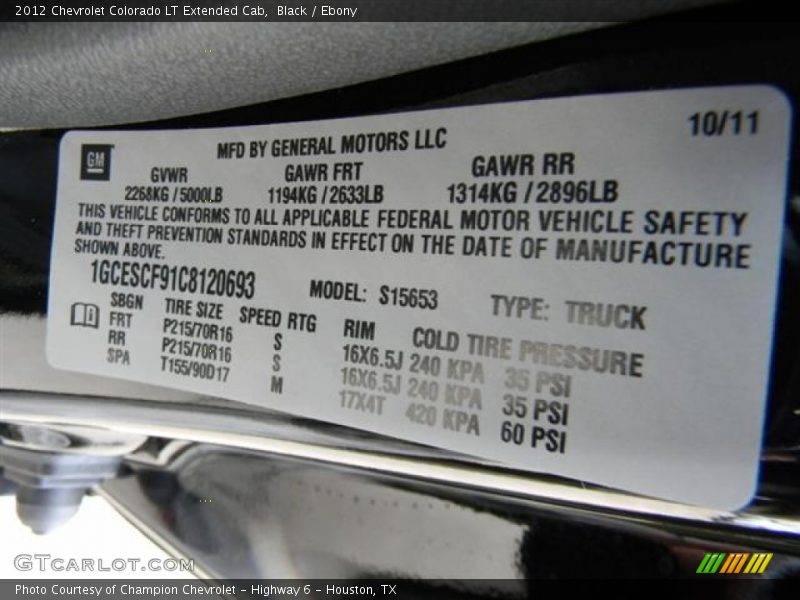 2012 Chevrolet Colorado LT Extended Cab, Black / Ebony
10/11
GM
MFD BY GENERAL MOTORS LLC
GVWR GAWR FRT GAWR RR
2268KG / 5000LB 1194KG / 2633LB 1314KG / 2896LB
THIS VEHICLE CONFORMS TO ALL APPLICABLE FEDERAL MOTOR VEHICLE SAFETY
AND THEFT PREVENTION STANDARDS IN EFFECT ON THE DATE OF MANUFACTURE
SHOWN ABOVE.
1GCESCF91C8120693 MODEL: S15653 TYPE: TRUCK
SBGN TIRE SIZE SPEED RTG RIM COLD TIRE PRESSURE
FRT P215/70R16 S 16X6.5J 240 KPA 35 PSI
RR P215/70R16 S 16X6.5J 240 KPA 35 PSI
SPA T155/90D17 M 17X4T 420 KPA 60 PSI
GTCARLOT.COM
Photo Courtesy of Champion Chevrolet - Highway 6 - Houston, TX